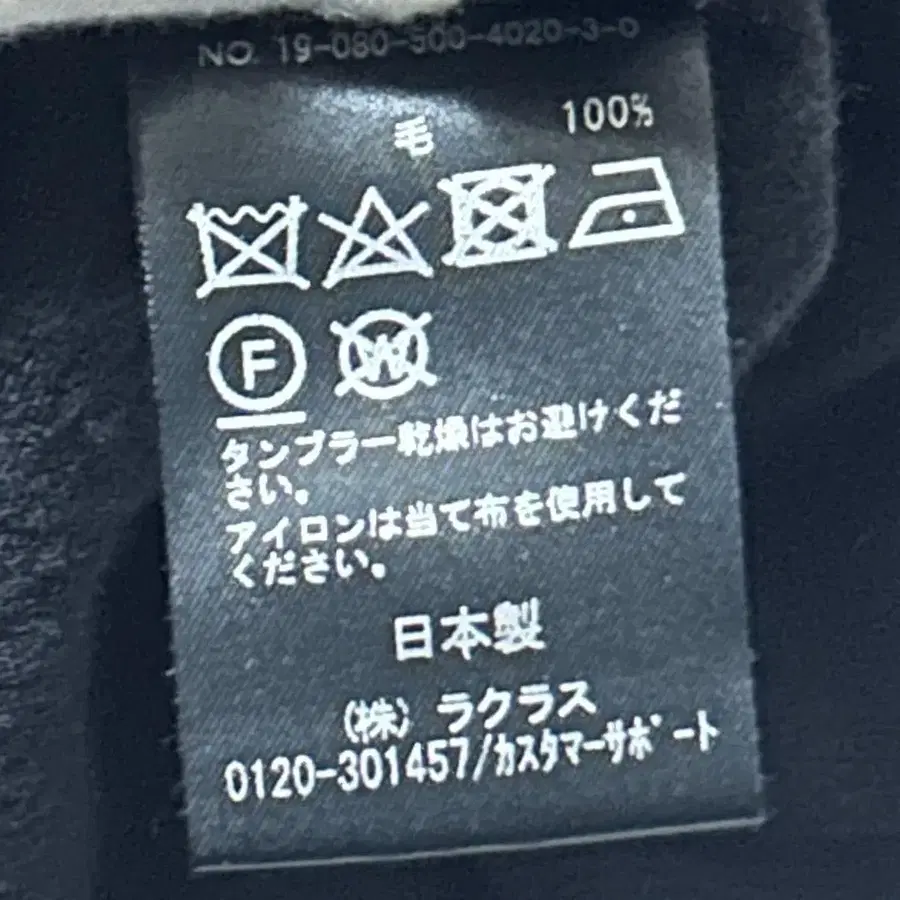 NO. 19-080-500-4020-3-0
毛 100%
F W
タンブラー乾燥はお避けくだ
さい。
アイロンは当て布を使用して
ください。
日本製
(株) ラクラス
0120-301457/カスタマーサポート